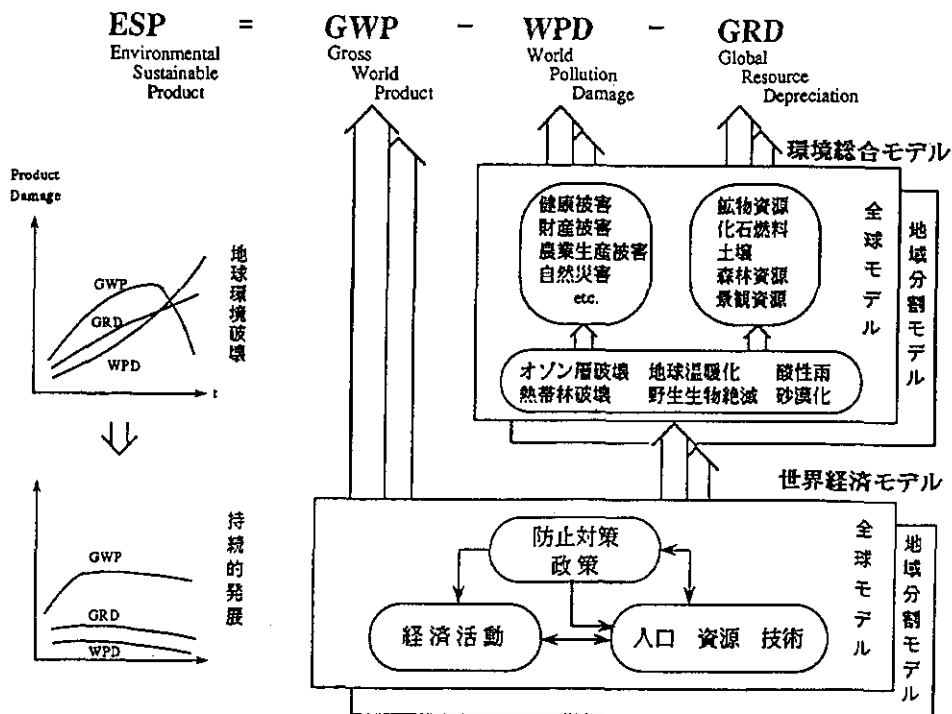 ESP = GWP - WPD - GRD
Environmental
Sustainable
Product
Gross
World
Product
World
Pollution
Damage
Global
Resource
Depreciation
環境総合モデル
全球モデル
地域分割モデル
健康被害
財産被害
農業生産被害
自然災害
etc.
鉱物資源
化石燃料
土壌
森林資源
景観資源
オゾン層破壊 地球温暖化 酸性雨
熱帯林破壊 野生生物絶滅 砂漠化
Product
Damage
GWP
GRD
WPD
t
地球環境破壊
GWP
GRD
WPD
持続的発展
世界経済モデル
全球モデル
地域分割モデル
防止対策
政策
経済活動
人口 資源 技術